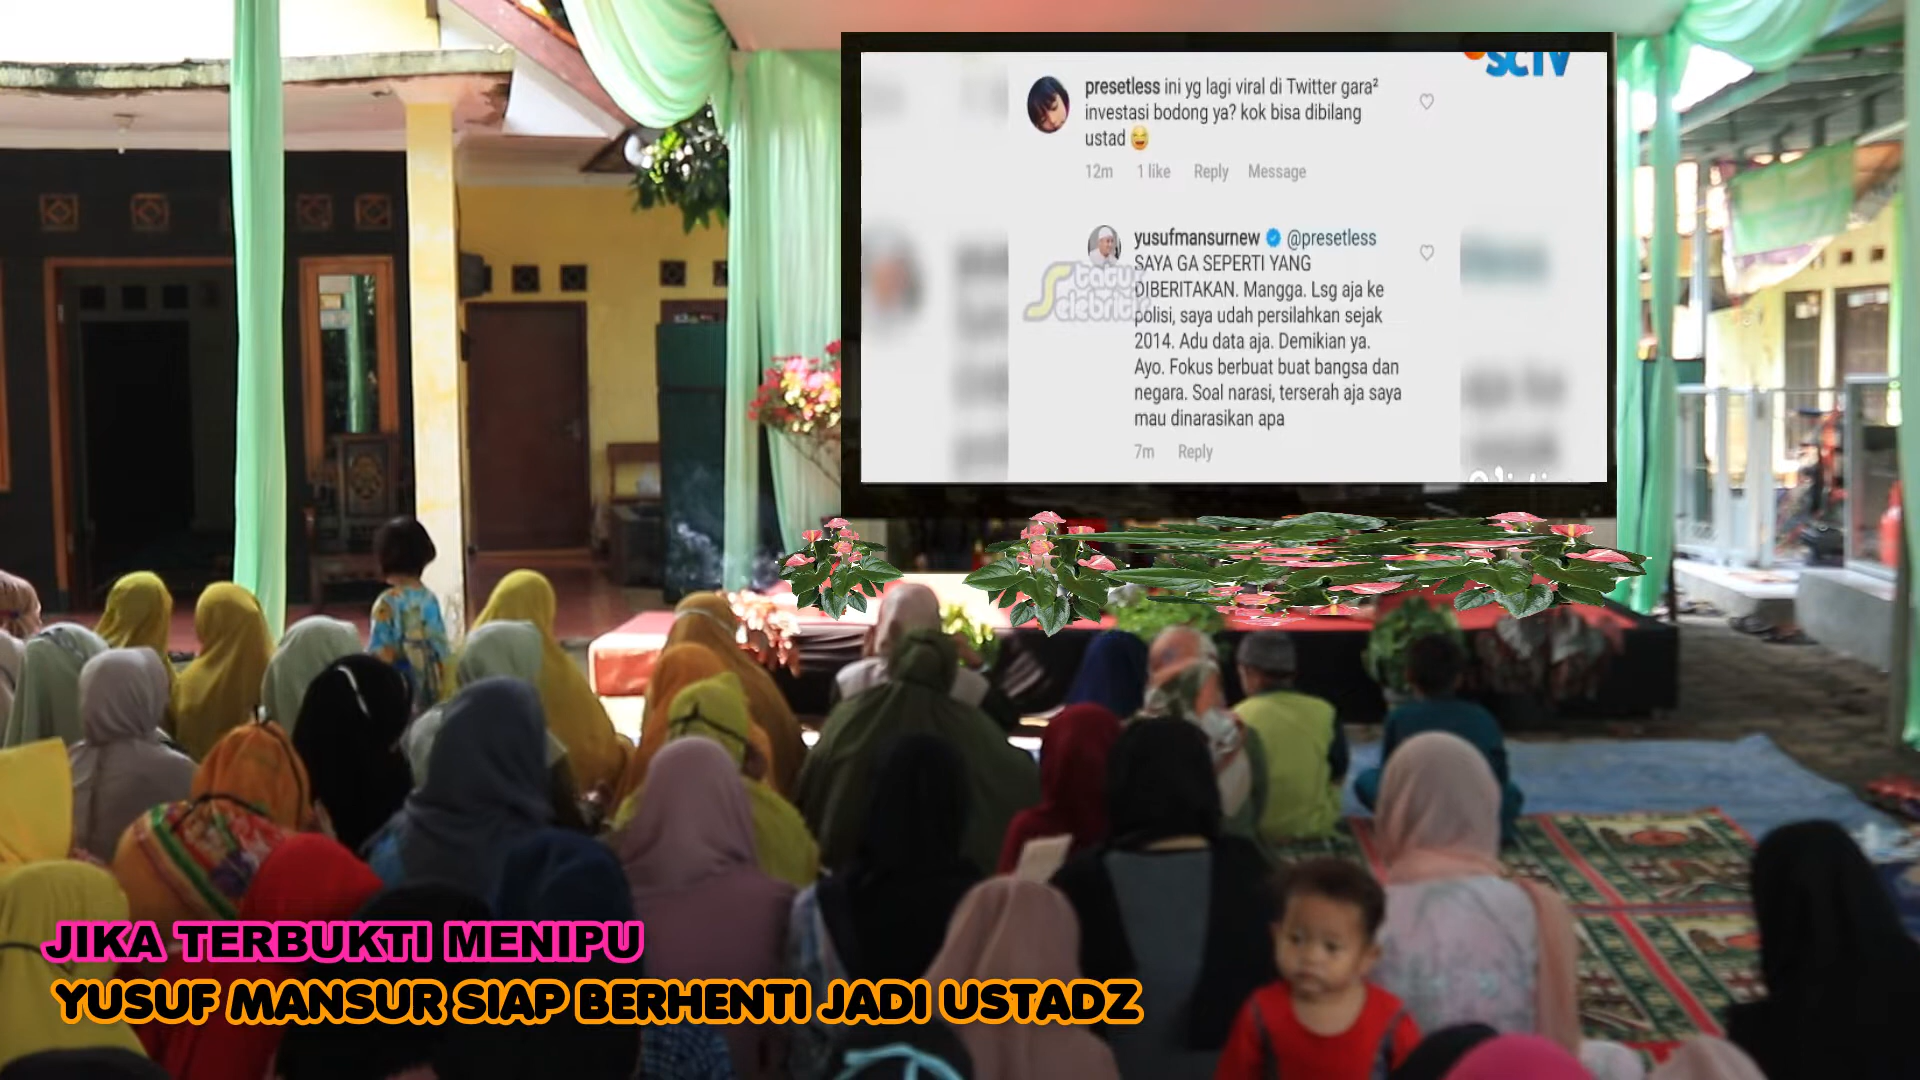 SCTV
presetless ini yg lagi viral di Twitter gara²
investasi bodong ya? kok bisa dibilang
ustad 😅
12m 1 like Reply Message
yusufmansurnew @presetless
SAYA GA SEPERTI YANG
DIBERITAKAN. Mangga. Lsg aja ke
polisi, saya udah persilahkan sejak
2014. Adu data aja. Demikian ya.
Ayo. Fokus berbuat buat bangsa dan
negara. Soal narasi, terserah aja saya
mau dinarasikan apa
7m Reply
JIKA TERBUKTI MENIPU
YUSUF MANSUR SIAP BERHENTI JADI USTADZ